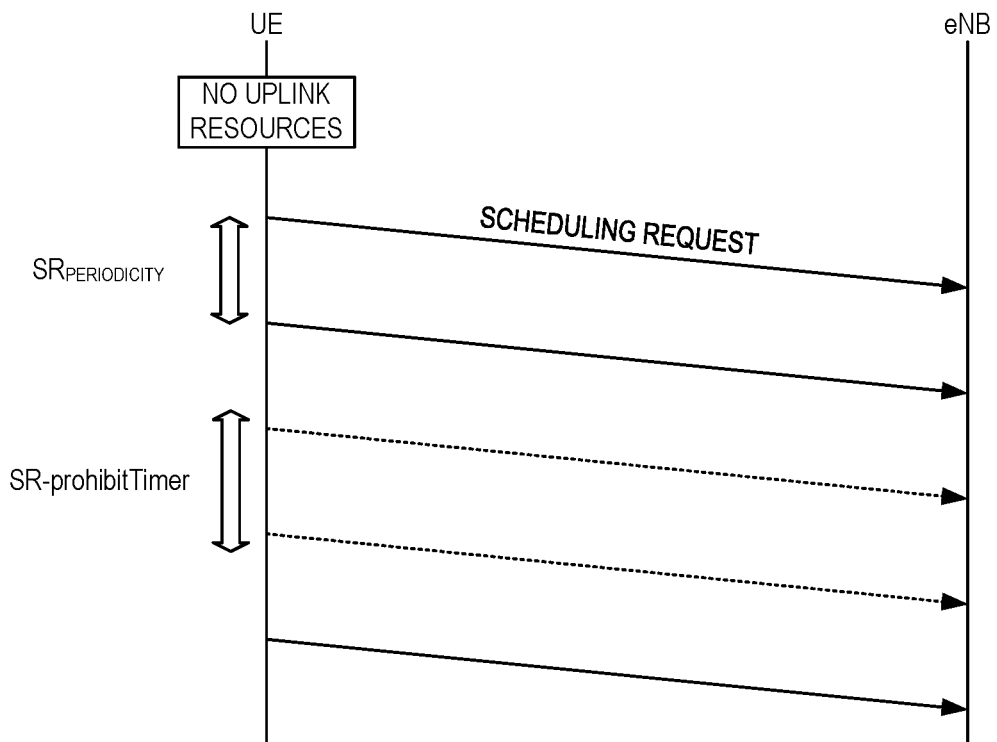 UE
eNB
NO UPLINK
RESOURCES
SCHEDULING REQUEST
SRPERIODICITY
SR-prohibitTimer